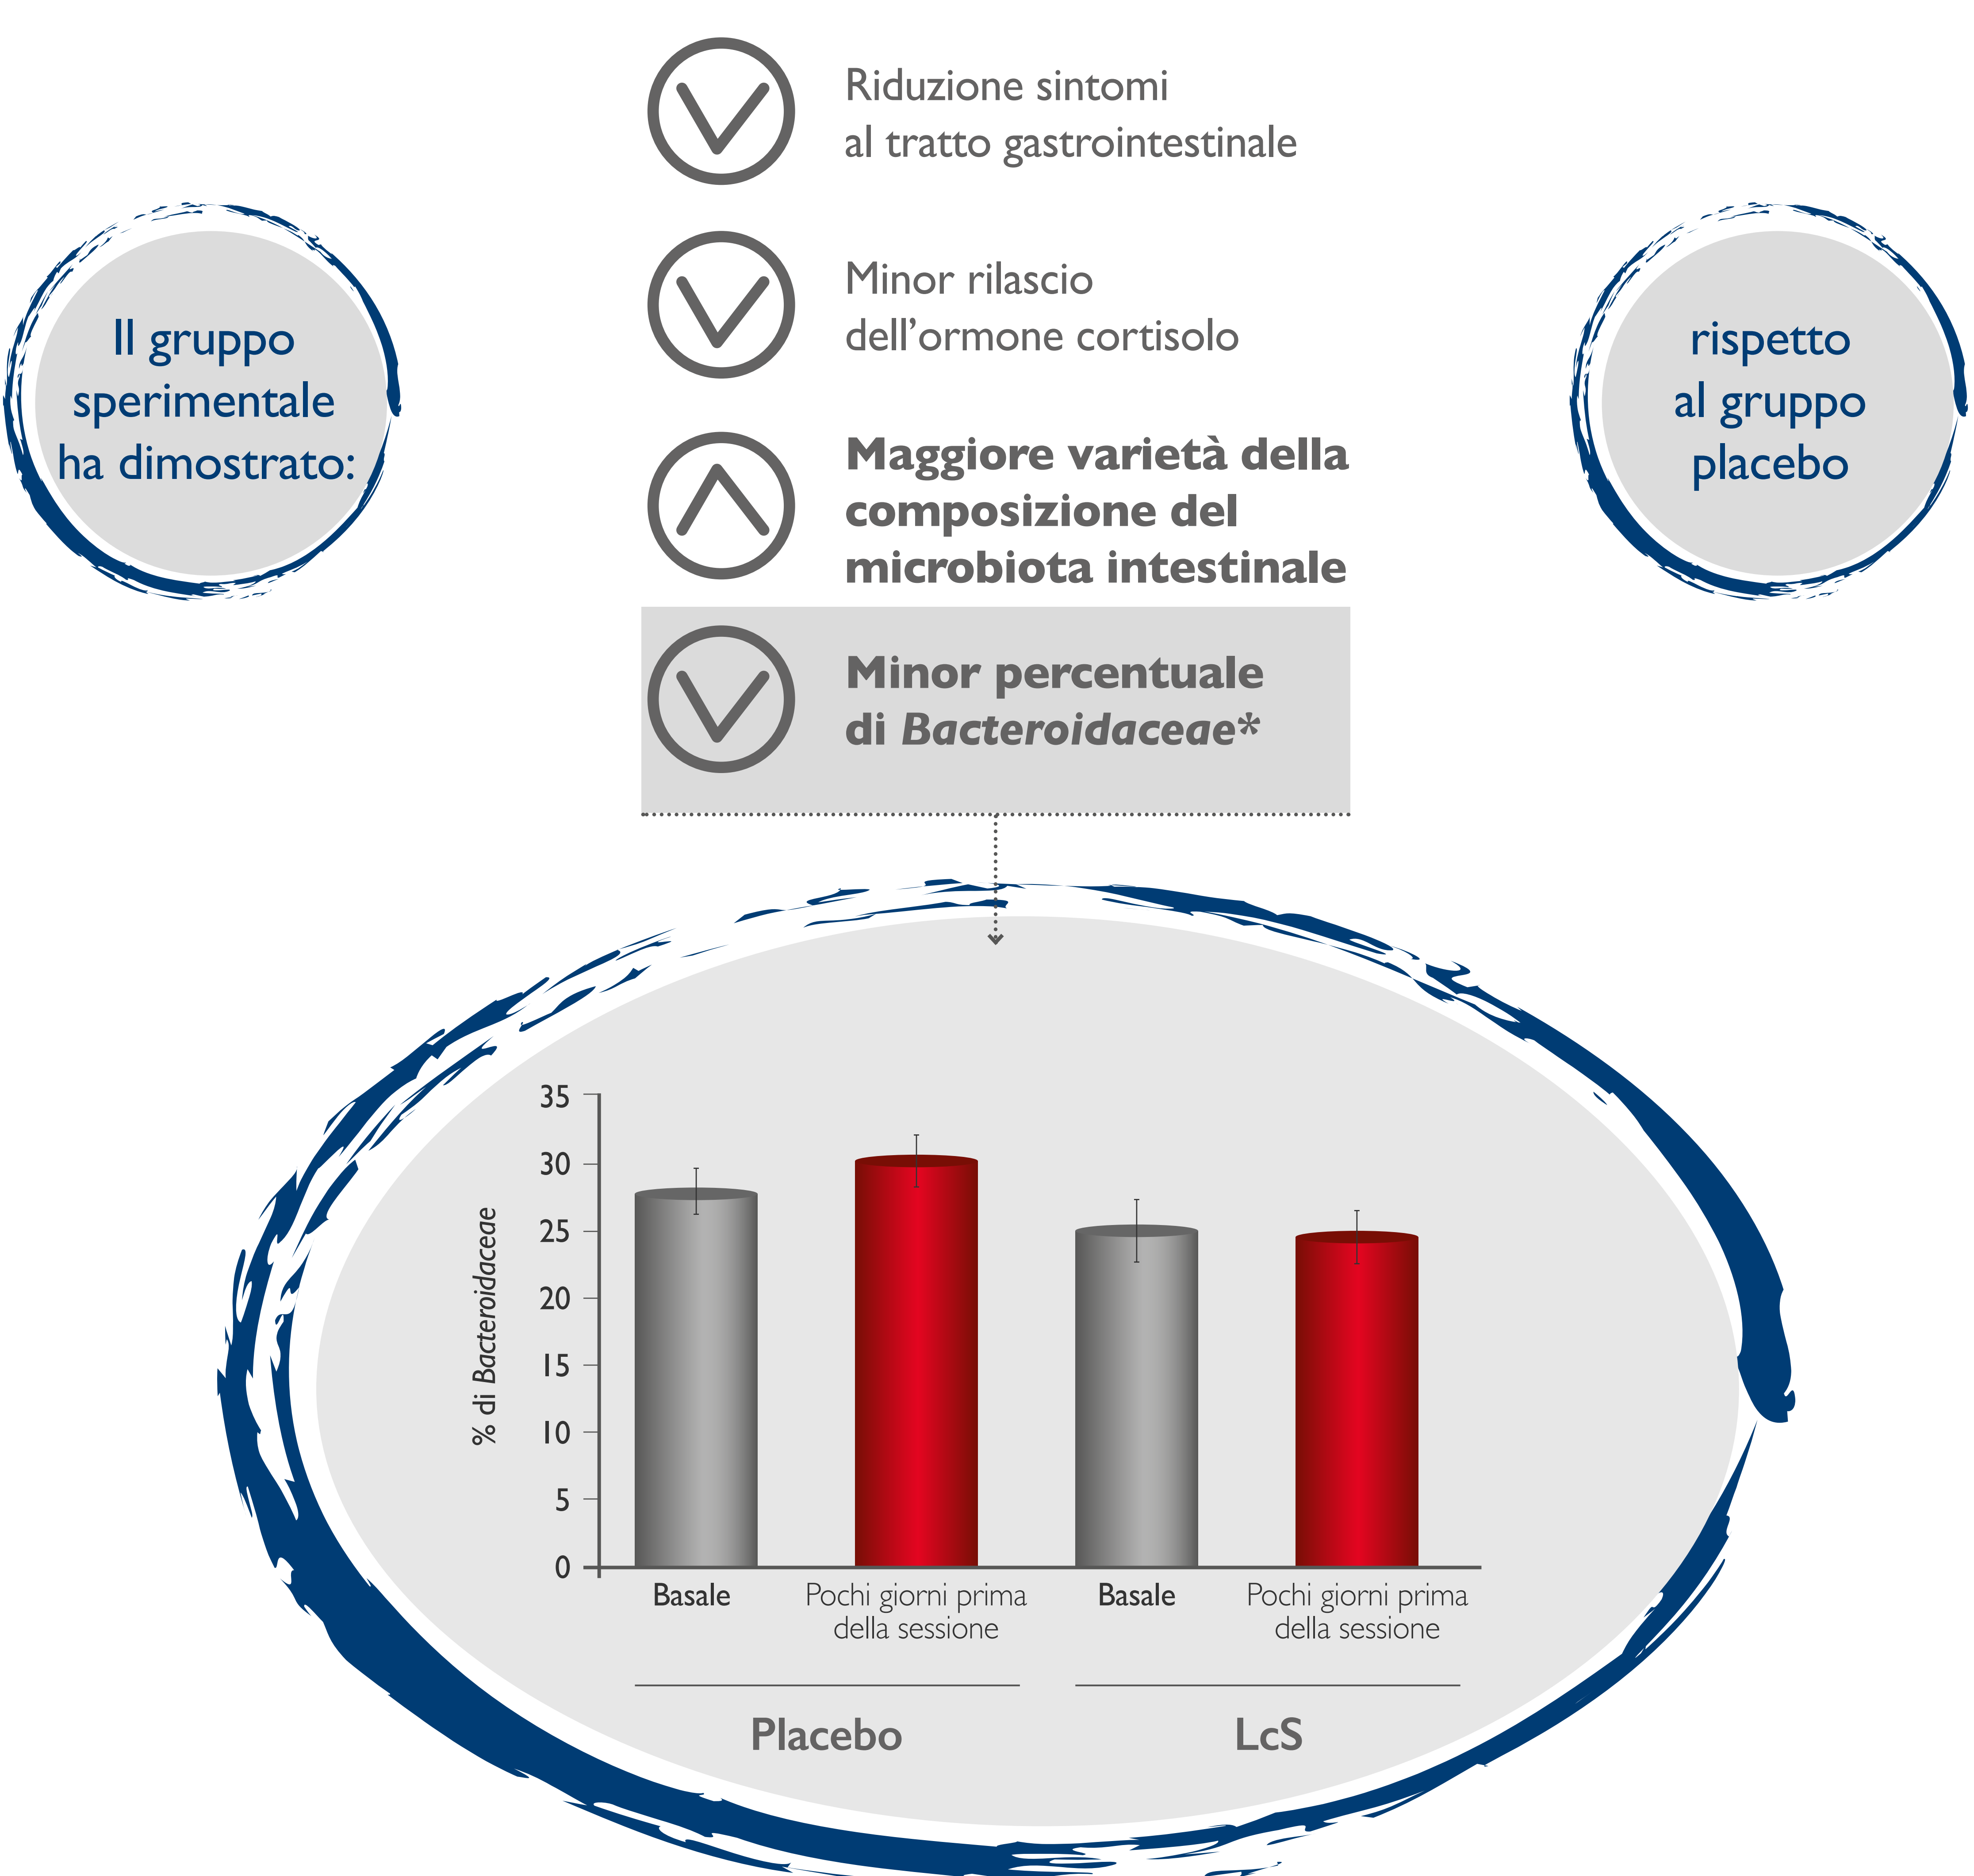 Il gruppo
sperimentale
ha dimostrato:
Riduzione sintomi
al tratto gastrointestinale
Minor rilascio
dell’ormone cortisolo
Maggiore varietà della
composizione del
microbiota intestinale
Minor percentuale
di Bacteroidaceae*
rispetto
al gruppo
placebo
% di Bacteroidaceae
35
30
25
20
15
10
5
0
Basale
Pochi giorni prima
della sessione
Basale
Pochi giorni prima
della sessione
Placebo
LcS